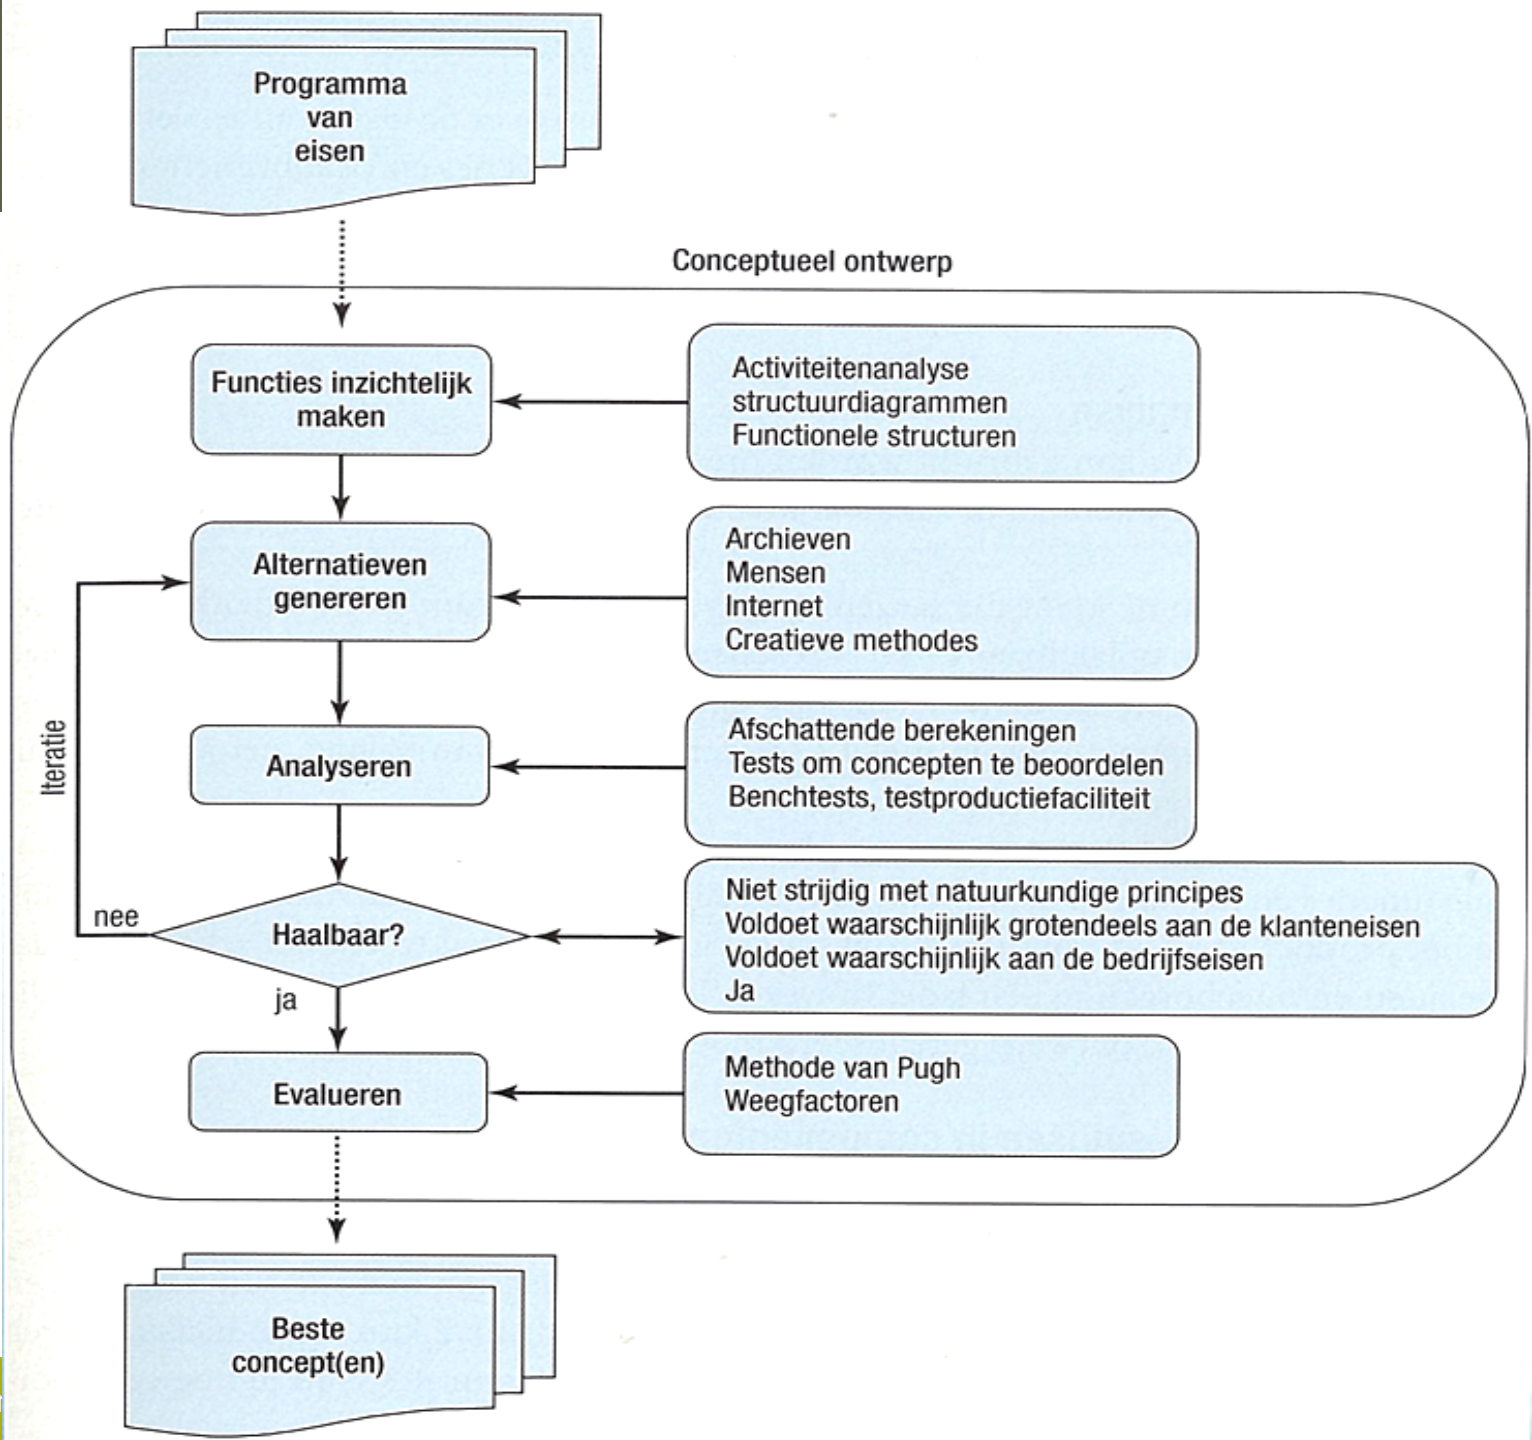 Programma
van
eisen
Conceptueel ontwerp
Functies inzichtelijk
maken
Activiteitenanalyse
structuurdiagrammen
Functionele structuren
Alternatieven
genereren
Archieven
Mensen
Internet
Creatieve methodes
Iteratie
Analyseren
Afschattende berekeningen
Tests om concepten te beoordelen
Benchtests, testproductiefaciliteit
nee
Haalbaar?
ja
Niet strijdig met natuurkundige principes
Voldoet waarschijnlijk grotendeels aan de klanteneisen
Voldoet waarschijnlijk aan de bedrijfseisen
Ja
Evalueren
Methode van Pugh
Weegfactoren
Beste
concept(en)